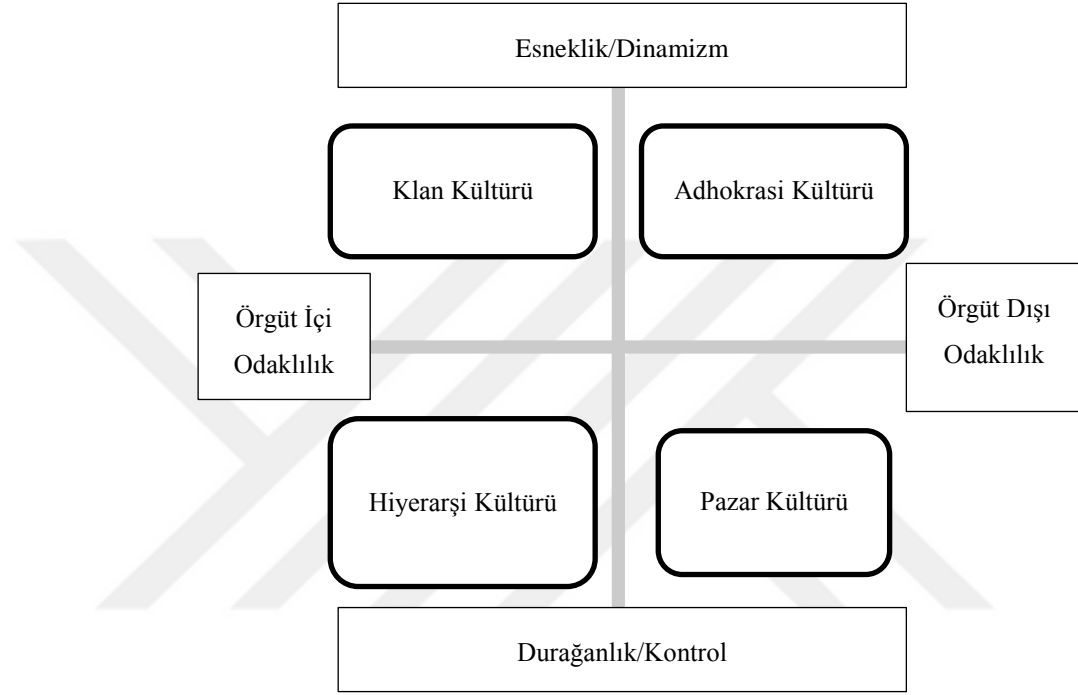 Esneklik/Dinamizm
Klan Kültürü
Adhokrasi Kültürü
Örgüt İçi
Odaklılık
Örgüt Dışı
Odaklılık
Hiyerarşi Kültürü
Pazar Kültürü
Durağanlık/Kontrol